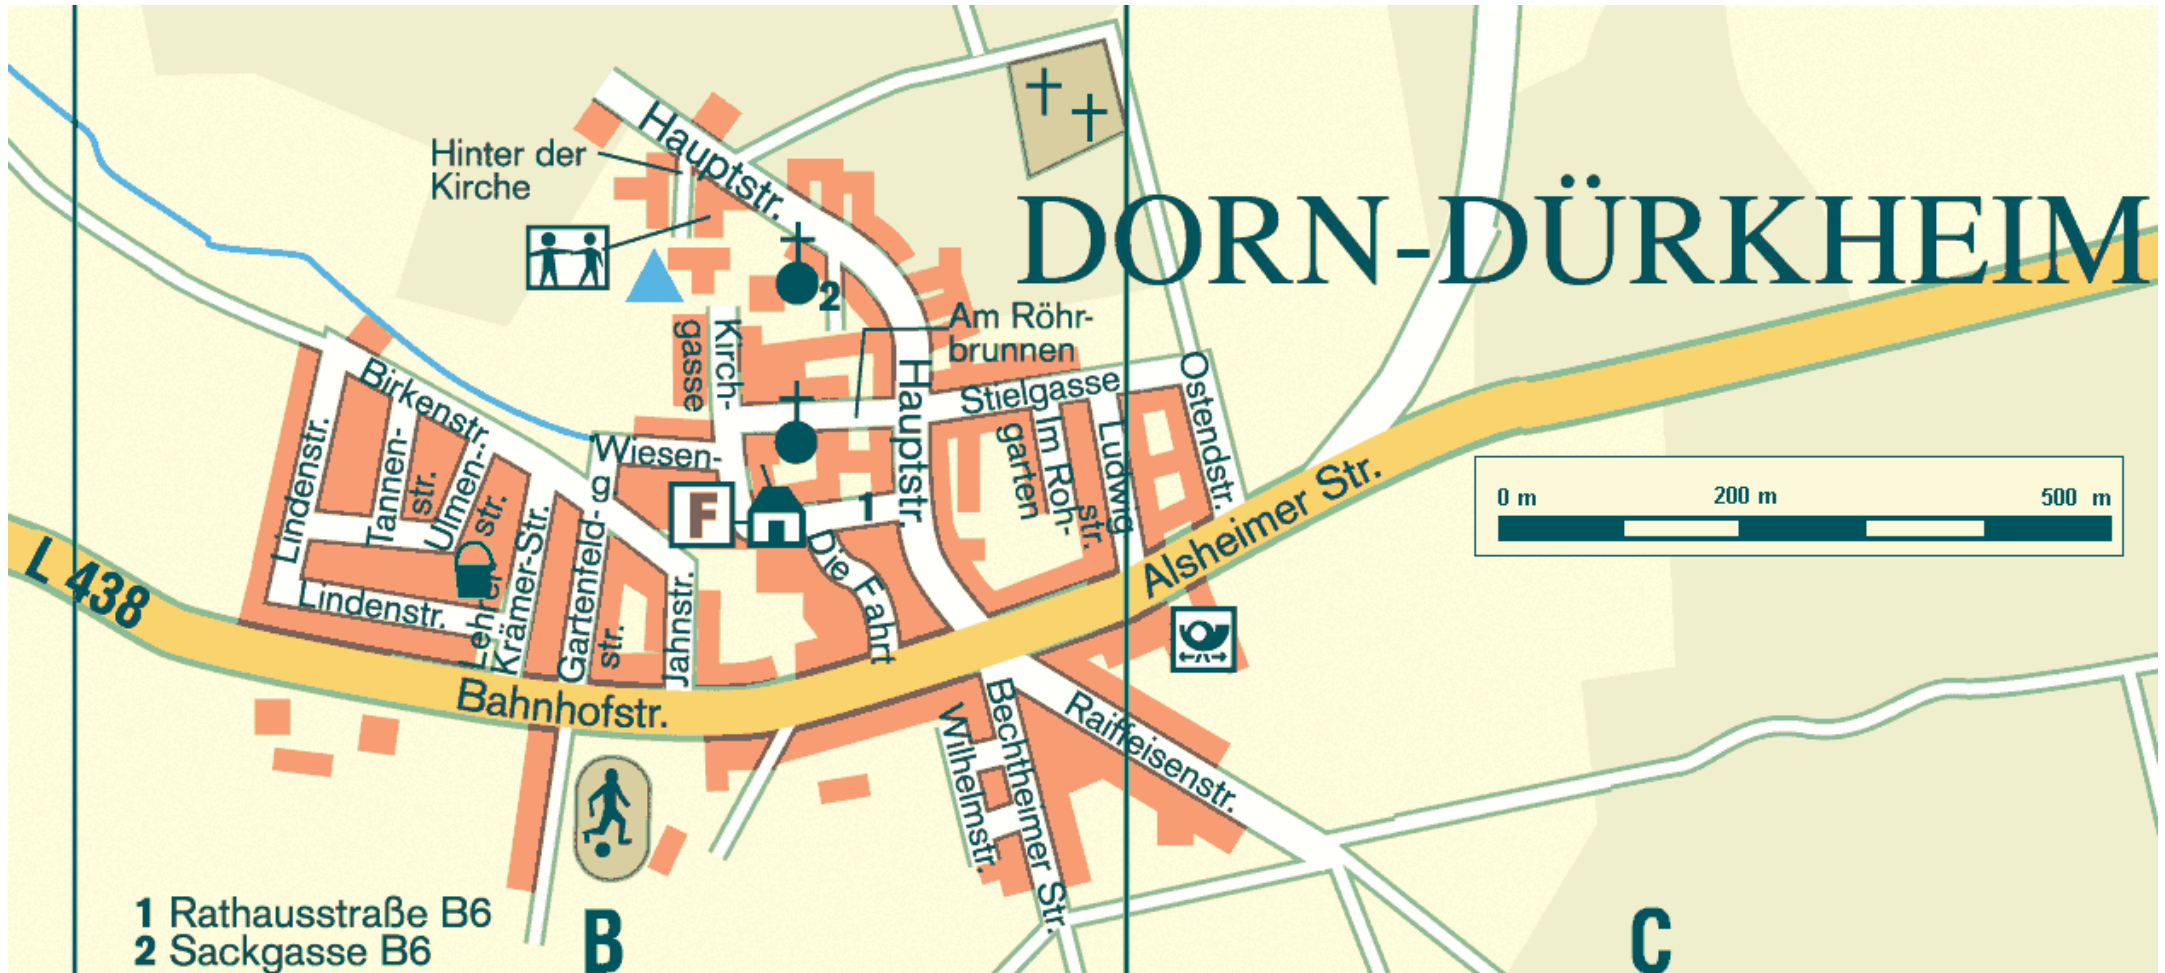 Hauptstr.
Hinter der
Kirche
DORN-DÜRKHEIM
2
Am Röhr-
brunnen
Kirch-
gasse
Hauptstr.
Stielgasse
Ostendstr.
Birkenstr.
Wiesen-
g
Lindenstr.
Tannen-
str.
Ulmen-
str.
Im Roh-
garten
Ludwig
str.
F
1
Alsheimer Str.
0 m
200 m
500 m
Die Fahrt
L 438
Lindenstr.
Lehrer
Krämer-Str.
Gartenfeld-
str.
Jahnstr.
Bahnhofstr.
Bechtheimer Str.
Wilhelmstr.
Raiffeisenstr.
1 Rathausstraße B6
2 Sackgasse B6
B
C